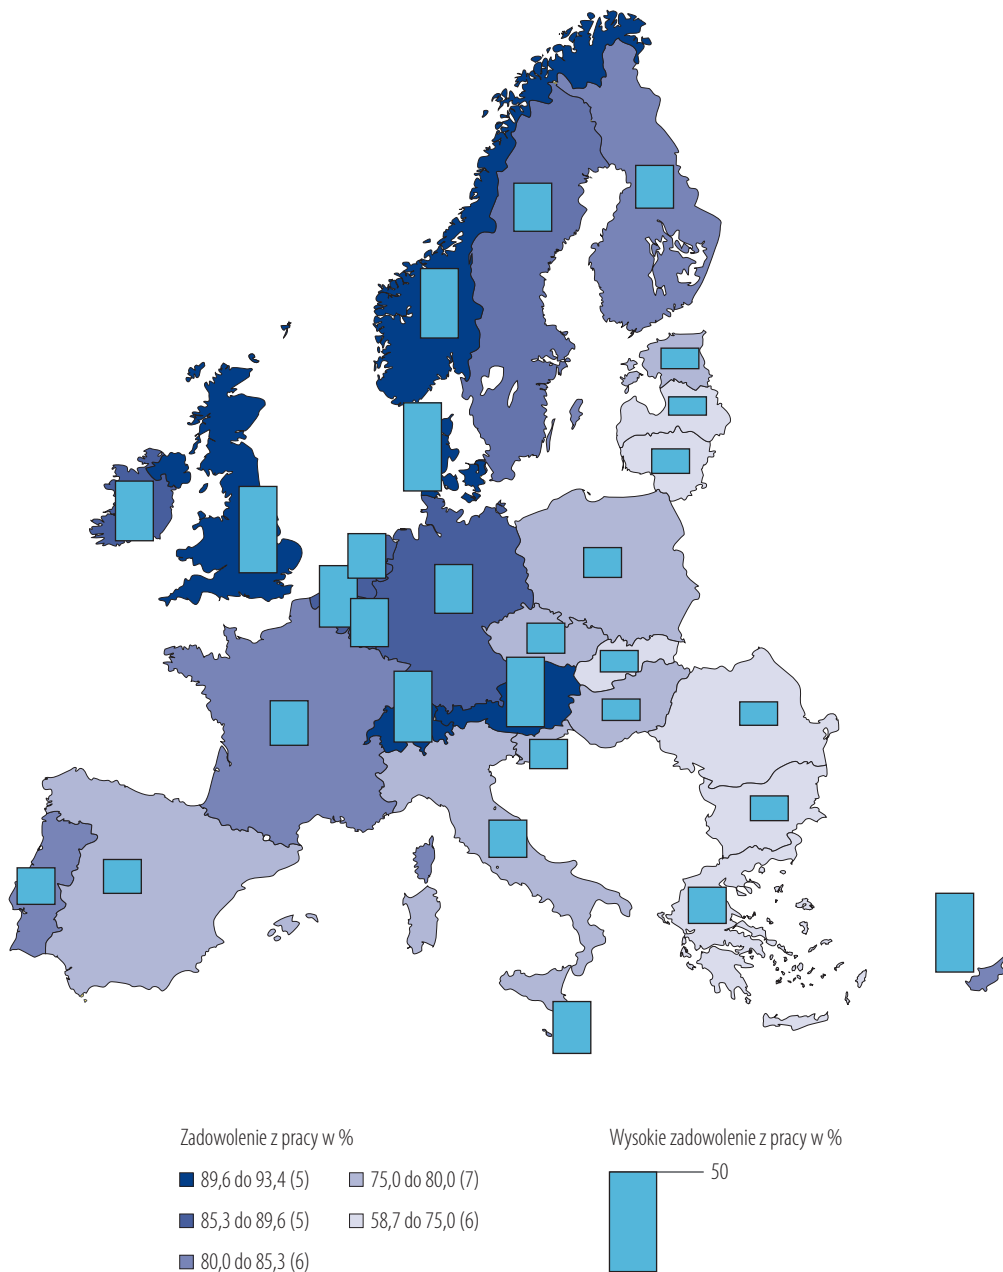 Zadowolenie z pracy w %
89,6 do 93,4 (5)
85,3 do 89,6 (5)
80,0 do 85,3 (6)
75,0 do 80,0 (7)
58,7 do 75,0 (6)
Wysokie zadowolenie z pracy w %
50